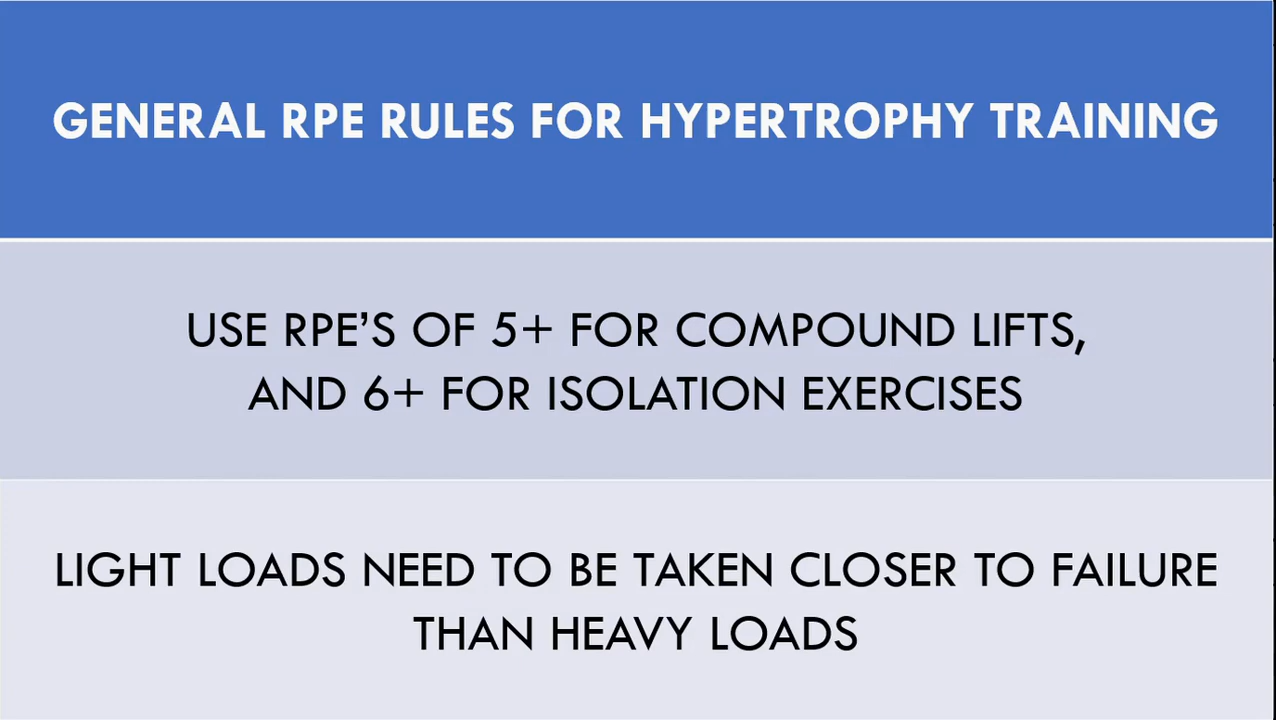 GENERAL RPE RULES FOR HYPERTROPHY TRAINING
USE RPE’S OF 5+ FOR COMPOUND LIFTS,
AND 6+ FOR ISOLATION EXERCISES
LIGHT LOADS NEED TO BE TAKEN CLOSER TO FAILURE
THAN HEAVY LOADS